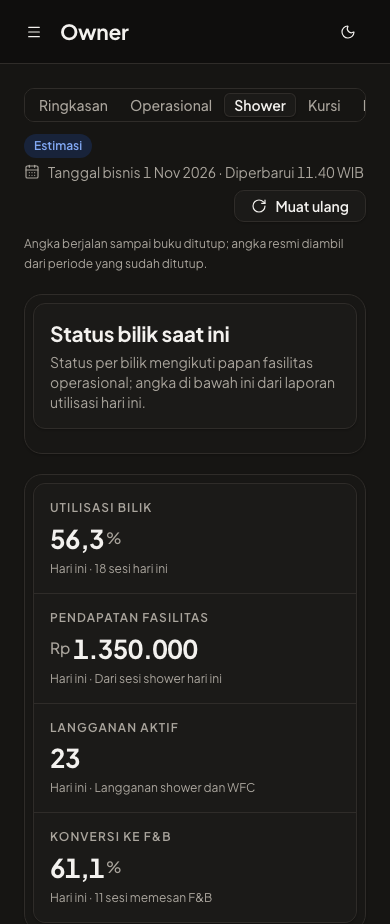 Owner
Ringkasan Operasional Shower Kursi
Estimasi
Tanggal bisnis 1 Nov 2026 · Diperbarui 11.40 WIB
Muat ulang
Angka berjalan sampai buku ditutup; angka resmi diambil
dari periode yang sudah ditutup.
Status bilik saat ini
Status per bilik mengikuti papan fasilitas
operasional; angka di bawah ini dari laporan
utilisasi hari ini.
UTILISASI BILIK
56,3%
Hari ini · 18 sesi hari ini
PENDAPATAN FASILITAS
Rp 1.350.000
Hari ini · Dari sesi shower hari ini
LANGGANAN AKTIF
23
Hari ini · Langganan shower dan WFC
KONVERSI KE F&B
61,1%
Hari ini · 11 sesi memesan F&B